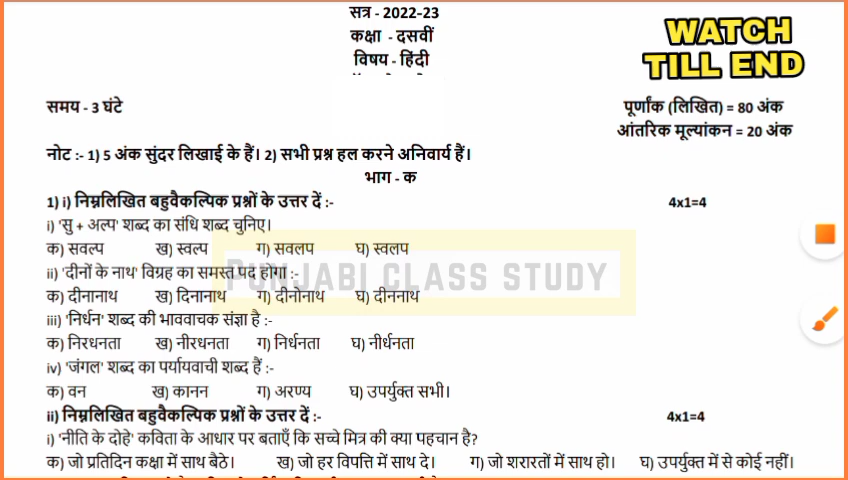 सत्र - 2022-23
कक्षा - दसवीं
विषय - हिंदी
WATCH
TILL END
समय - 3 घंटे
पूर्णांक (लिखित) = 80 अंक
आंतरिक मूल्यांकन = 20 अंक
नोट :- 1) 5 अंक सुंदर लिखाई के हैं। 2) सभी प्रश्न हल करने अनिवार्य हैं।
भाग - क
1) i) निम्नलिखित बहुवैकल्पिक प्रश्नों के उत्तर दें :- 4x1=4
i) 'सु + अल्प' शब्द का संधि शब्द चुनिए।
क) सवल्प ख) स्वल्प ग) सवलप घ) स्वलप
ii) 'दीनों के नाथ' विग्रह का समस्त पद होगा :-
PUNJABI CLASS STUDY
क) दीनानाथ ख) दिनानाथ ग) दीनोनाथ घ) दीननाथ
iii) 'निर्धन' शब्द की भाववाचक संज्ञा है :-
क) निरधनता ख) नीरधनता ग) निर्धनता घ) नीर्धनता
iv) 'जंगल' शब्द का पर्यायवाची शब्द हैं :-
क) वन ख) कानन ग) अरण्य घ) उपर्युक्त सभी।
ii) निम्नलिखित बहुवैकल्पिक प्रश्नों के उत्तर दें :- 4x1=4
i) 'नीति के दोहे' कविता के आधार पर बताएँ कि सच्चे मित्र की क्या पहचान है?
क) जो प्रतिदिन कक्षा में साथ बैठे। ख) जो हर विपत्ति में साथ दे। ग) जो शरारतों में साथ हो। घ) उपर्युक्त में से कोई नहीं।